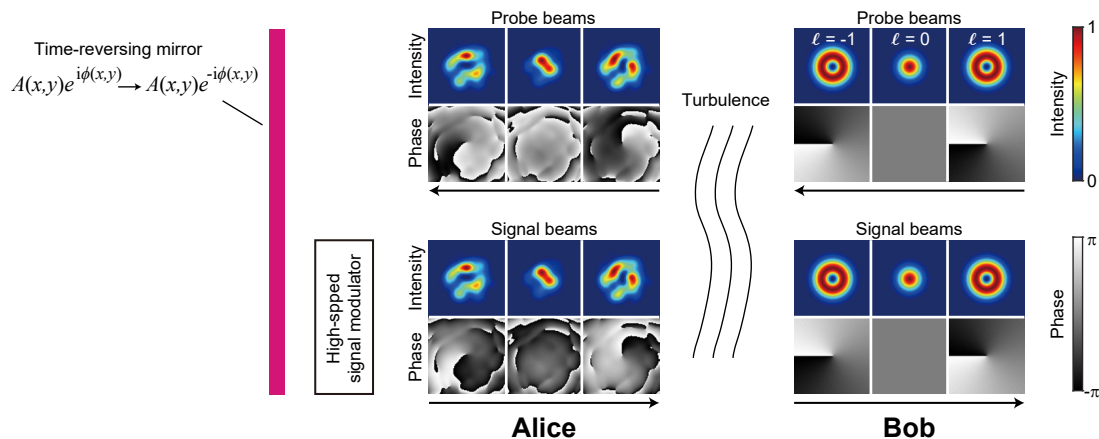 Time-reversing mirror
A(x,y)e^{iϕ(x,y)} → A(x,y)e^{-iϕ(x,y)}
High-spped
signal modulator
Probe beams
Intensity
Phase
Signal beams
Intensity
Phase
Alice
Turbulence
Probe beams
ℓ = -1 ℓ = 0 ℓ = 1
Signal beams
Bob
1
Intensity
0
π
Phase
-π